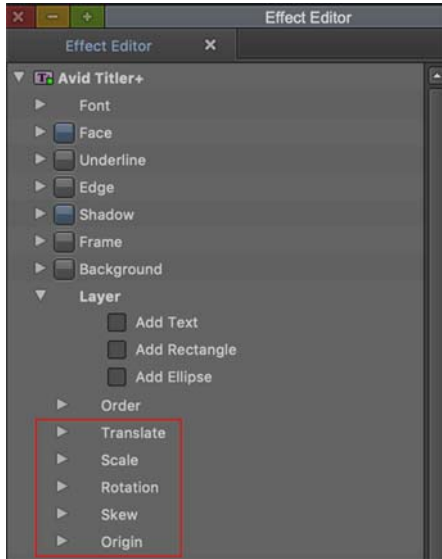 Effect Editor
Effect Editor
Avid Titler+
Font
Face
Underline
Edge
Shadow
Frame
Background
Layer
Add Text
Add Rectangle
Add Ellipse
Order
Translate
Scale
Rotation
Skew
Origin